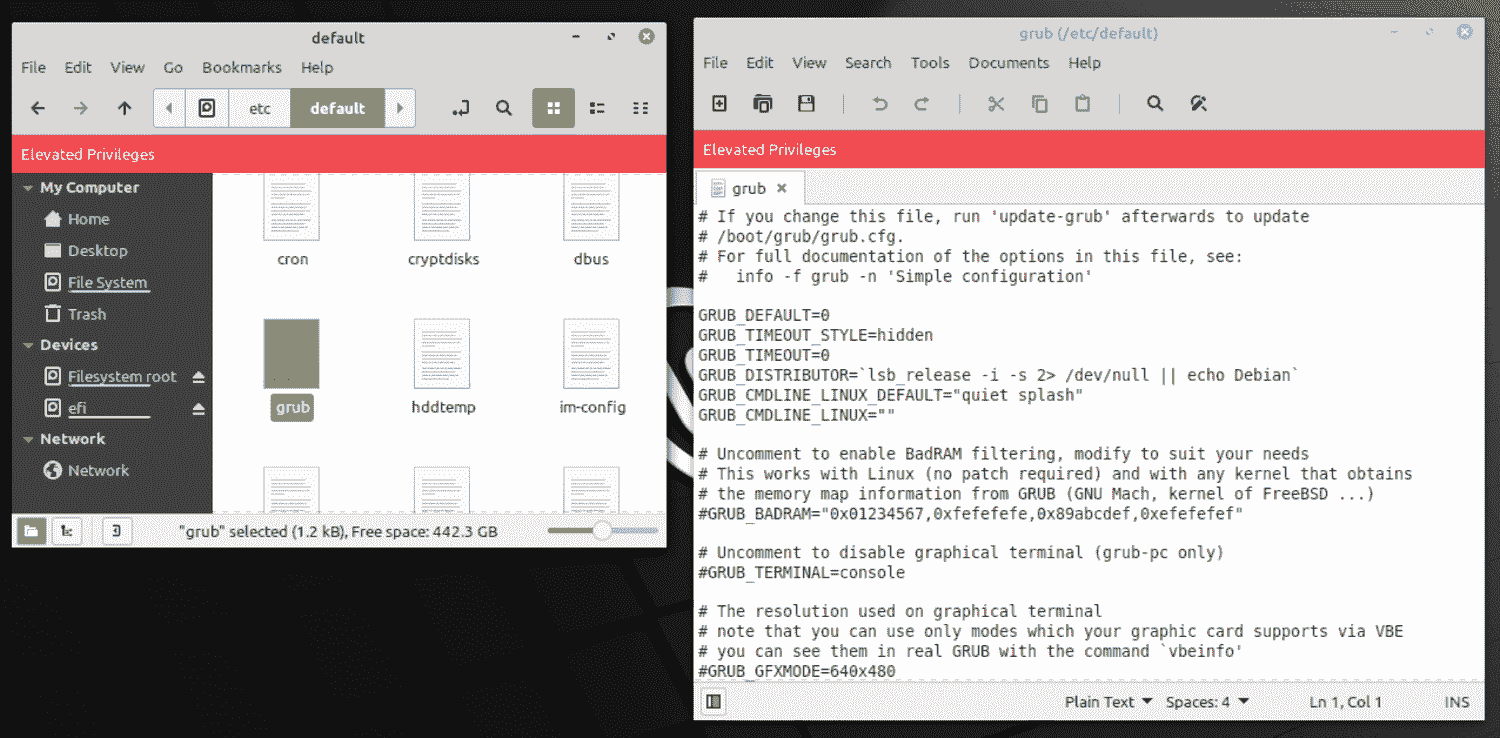 default
File Edit View Go Bookmarks Help
etc default
Elevated Privileges
My Computer
Home
Desktop
File System
Trash
Devices
Filesystem root
efi
Network
Network
cron cryptdisks dbus
grub hddtemp im-config
"grub" selected (1.2 kB), Free space: 442.3 GB
grub (/etc/default)
File Edit View Search Tools Documents Help
Elevated Privileges
grub
# If you change this file, run 'update-grub' afterwards to update
# /boot/grub/grub.cfg.
# For full documentation of the options in this file, see:
#   info -f grub -n 'Simple configuration'

GRUB_DEFAULT=0
GRUB_TIMEOUT_STYLE=hidden
GRUB_TIMEOUT=0
GRUB_DISTRIBUTOR=`lsb_release -i -s 2> /dev/null || echo Debian`
GRUB_CMDLINE_LINUX_DEFAULT="quiet splash"
GRUB_CMDLINE_LINUX=""

# Uncomment to enable BadRAM filtering, modify to suit your needs
# This works with Linux (no patch required) and with any kernel that obtains
# the memory map information from GRUB (GNU Mach, kernel of FreeBSD ...)
#GRUB_BADRAM="0x01234567,0xfefefefe,0x89abcdef,0xefefefef"

# Uncomment to disable graphical terminal (grub-pc only)
#GRUB_TERMINAL=console

# The resolution used on graphical terminal
# note that you can use only modes which your graphic card supports via VBE
# you can see them in real GRUB with the command `vbeinfo'
#GRUB_GFXMODE=640x480
Plain Text Spaces: 4 Ln 1, Col 1 INS